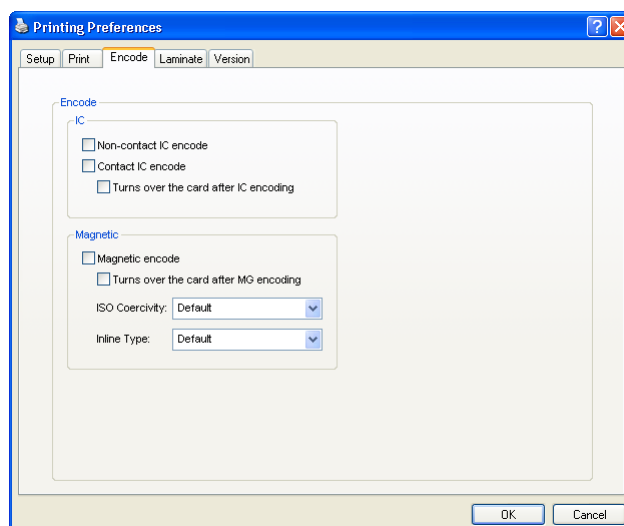 Printing Preferences
Setup Print Encode Laminate Version
Encode
IC
Non-contact IC encode
Contact IC encode
Turns over the card after IC encoding
Magnetic
Magnetic encode
Turns over the card after MG encoding
ISO Coercivity: Default
Inline Type: Default
OK Cancel